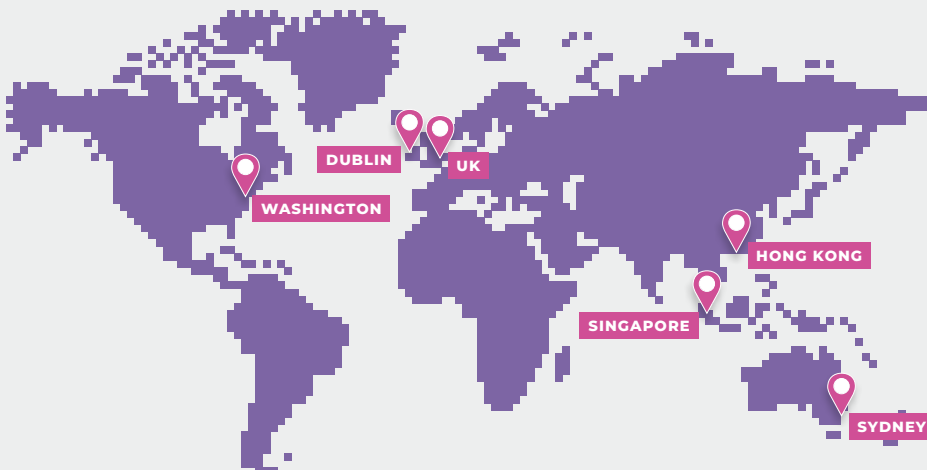 DUBLIN
UK
WASHINGTON
HONG KONG
SINGAPORE
SYDNEY